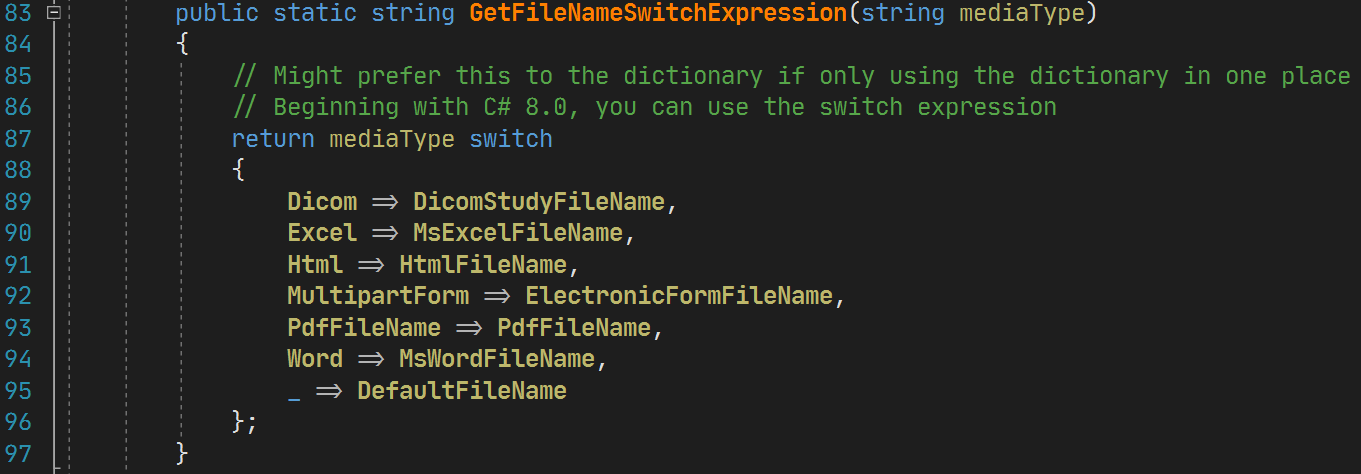 83 public static string GetFileNameSwitchExpression(string mediaType)
84 {
85 // Might prefer this to the dictionary if only using the dictionary in one place
86 // Beginning with C# 8.0, you can use the switch expression
87 return mediaType switch
88 {
89 Dicom => DicomStudyFileName,
90 Excel => MsExcelFileName,
91 Html => HtmlFileName,
92 MultipartForm => ElectronicFormFileName,
93 PdfFileName => PdfFileName,
94 Word => MsWordFileName,
95 _ => DefaultFileName
96 };
97 }